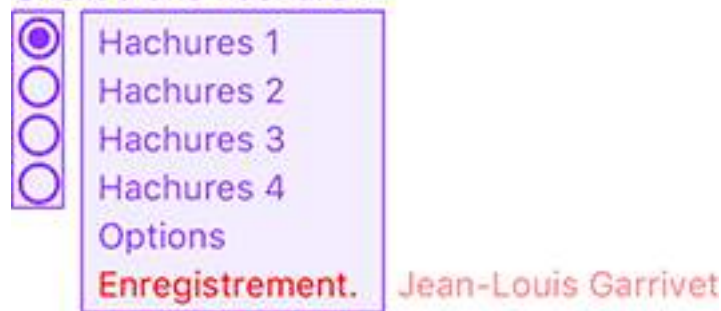 Hachures 1
Hachures 2
Hachures 3
Hachures 4
Options
Enregistrement. Jean-Louis Garrivet